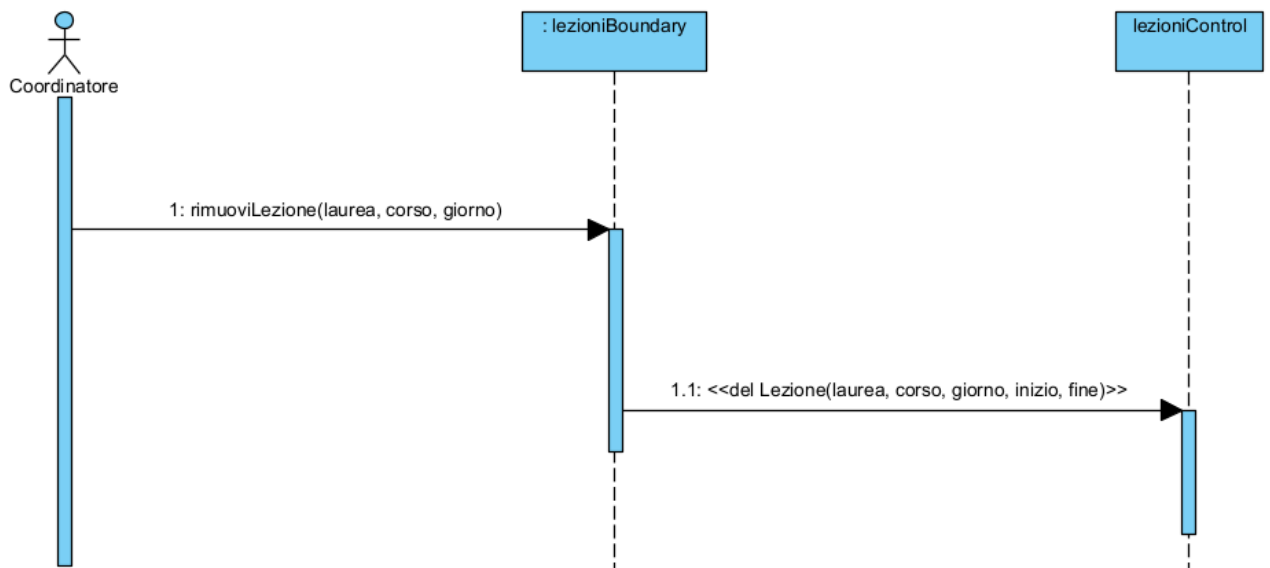 : lezioniBoundary
lezioniControl
Coordinatore
1: rimuoviLezione(laurea, corso, giorno)
1.1: <<del Lezione(laurea, corso, giorno, inizio, fine)>>